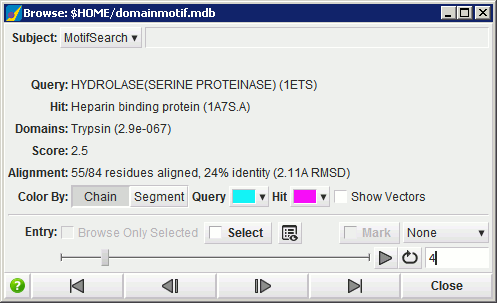 Browse: $HOME/domainmotif.mdb
Subject: MotifSearch
Query: HYDROLASE(SERINE PROTEINASE) (1ETS)
Hit: Heparin binding protein (1A7S.A)
Domains: Trypsin (2.9e-067)
Score: 2.5
Alignment: 55/84 residues aligned, 24% identity (2.11A RMSD)
Color By: Chain Segment Query Hit Show Vectors
Entry: Browse Only Selected Select Mark None
4
? Close